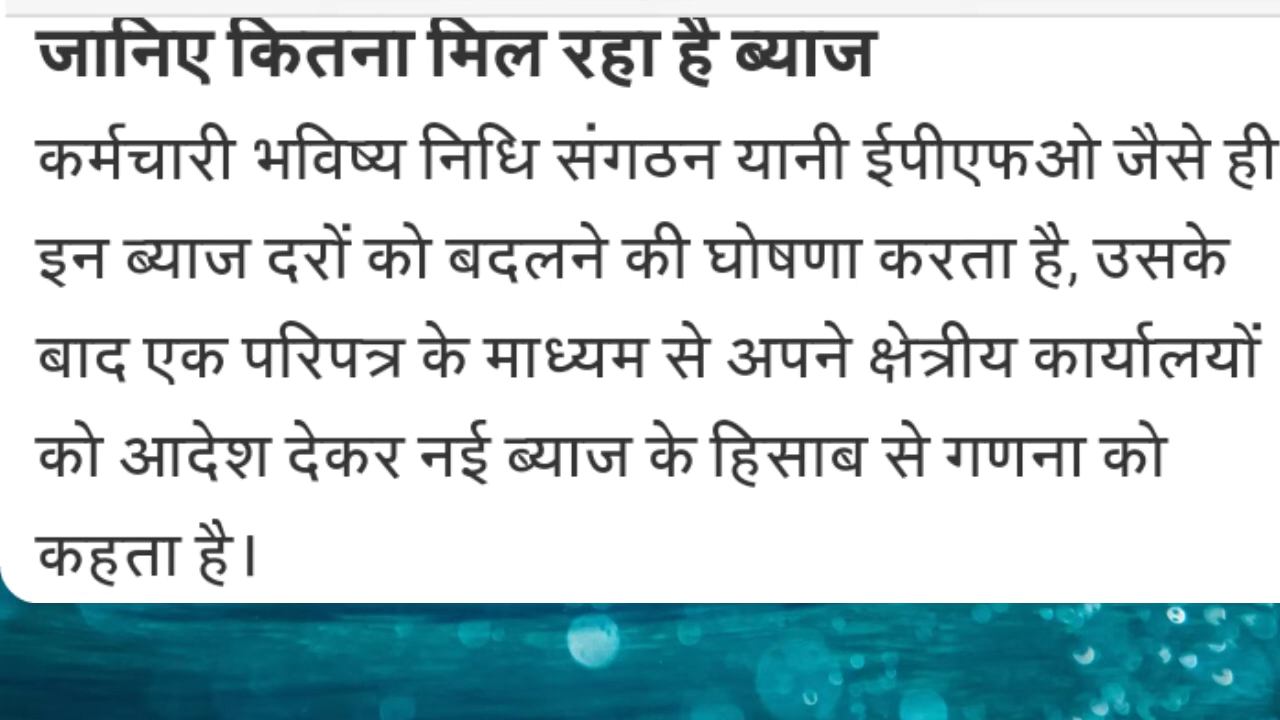 जानिए कितना मिल रहा है ब्याज
कर्मचारी भविष्य निधि संगठन यानी ईपीएफओ जैसे ही
इन ब्याज दरों को बदलने की घोषणा करता है, उसके
बाद एक परिपत्र के माध्यम से अपने क्षेत्रीय कार्यालयों
को आदेश देकर नई ब्याज के हिसाब से गणना को
कहता है।